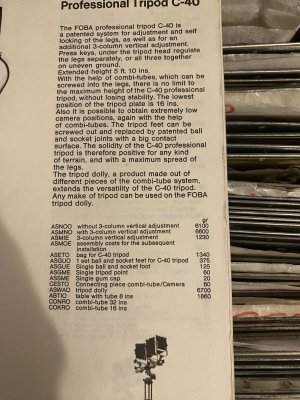 Professional Tripod C-40
The FOBA professional tripod C-40 is
a patented system for adjustment and self
locking of the legs, as well as for an
additional 3-column vertical adjustment.
Press keys, under the tripod head regulate
the legs separately, or all three together
on uneven ground.
Extended height 5 ft. 10 ins.
With the help of combi-tubes, which can be
screwed into the legs, there is no limit to
the maximum height of the C-40 professional
tripod, without losing stability. The lowest
position of the tripod plate is 16 ins.
Also it is possible to obtain extremely low
camera positions, again with the help
of combi-tubes. The tripod feet can be
screwed out and replaced by patented ball
and socket joints with a big contact
surface. The solidity of the C-40 professional
tripod is therefore positive for any kind
of terrain, and with a maximum spread of
the legs.
The tripod dolly, a product made out of
different pieces of the combi-tube system,
extends the versatility of the C-40 tripod.
Any make of tripod can be used on the FOBA
tripod dolly.
gr
ASNOO without 3-column vertical adjustment 6100
ASMNO with 3-column vertical adjustment 6600
ASMIE 3-column vertical adjustment 1230
ASMOE assembly costs for the subsequent
installation
ASETO bag for C-40 tripod 1340
ASGUO 1 set ball and socket feet for C-40 tripod 375
ASGUE Single ball and socket foot 125
ASGME Single tripod point 60
ASSME Single gum cap 20
CESTO Connecting piece combi-tube/Camera 60
ASWAO tripod dolly 6700
ABTIO table with tube 8 ins 1860
CONRO combi-tube 32 ins
COKRO combi-tube 16 ins